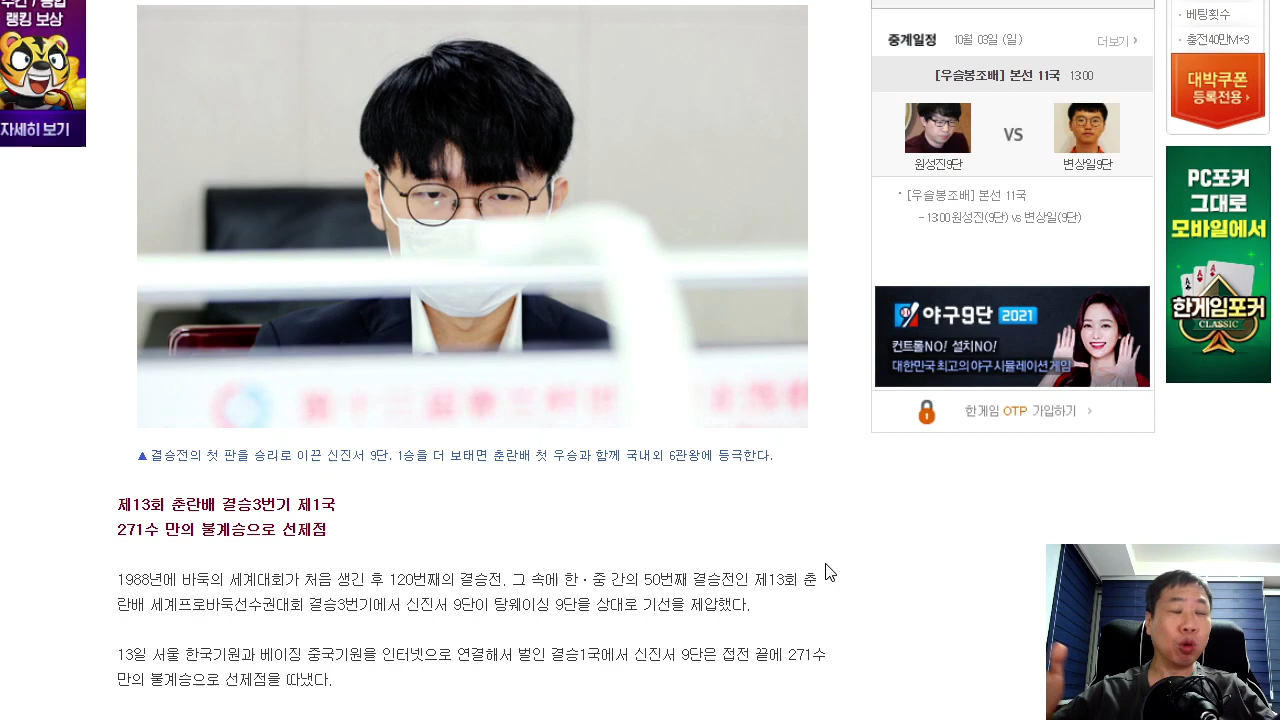 랭킹 보상
자세히 보기
▲ 결승전의 첫 판을 승리로 이끈 신진서 9단. 1승을 더 보태면 춘란배 첫 우승과 함께 국내외 6관왕에 등극한다.
제13회 춘란배 결승3번기 제1국
271수 만의 불계승으로 선제점
1988년에 바둑의 세계대회가 처음 생긴 후 120번째의 결승전, 그 속에 한·중 간의 50번째 결승전인 제13회 춘
란배 세계프로바둑선수권대회 결승3번기에서 신진서 9단이 탕웨이싱 9단을 상대로 기선을 제압했다.
13일 서울 한국기원과 베이징 중국기원을 인터넷으로 연결해서 벌인 결승1국에서 신진서 9단은 접전 끝에 271수
만의 불계승으로 선제점을 따냈다.
중계일정 10월 03일 (일) 더보기 ›
[우슬봉조배] 본선 11국 13:00
VS
원성진9단 변상일9단
· [우슬봉조배] 본선 11국
- 13:00 원성진(9단) vs 변상일(9단)
야구9단 2021
컨트롤NO! 설치NO!
대한민국 최고의 야구 시뮬레이션 게임
한게임 OTP 가입하기 ›
· 베팅횟수
· 충전40만M*3
대박쿠폰
등록전용 ›
PC포커
그대로
모바일에서
한게임포커
CLASSIC